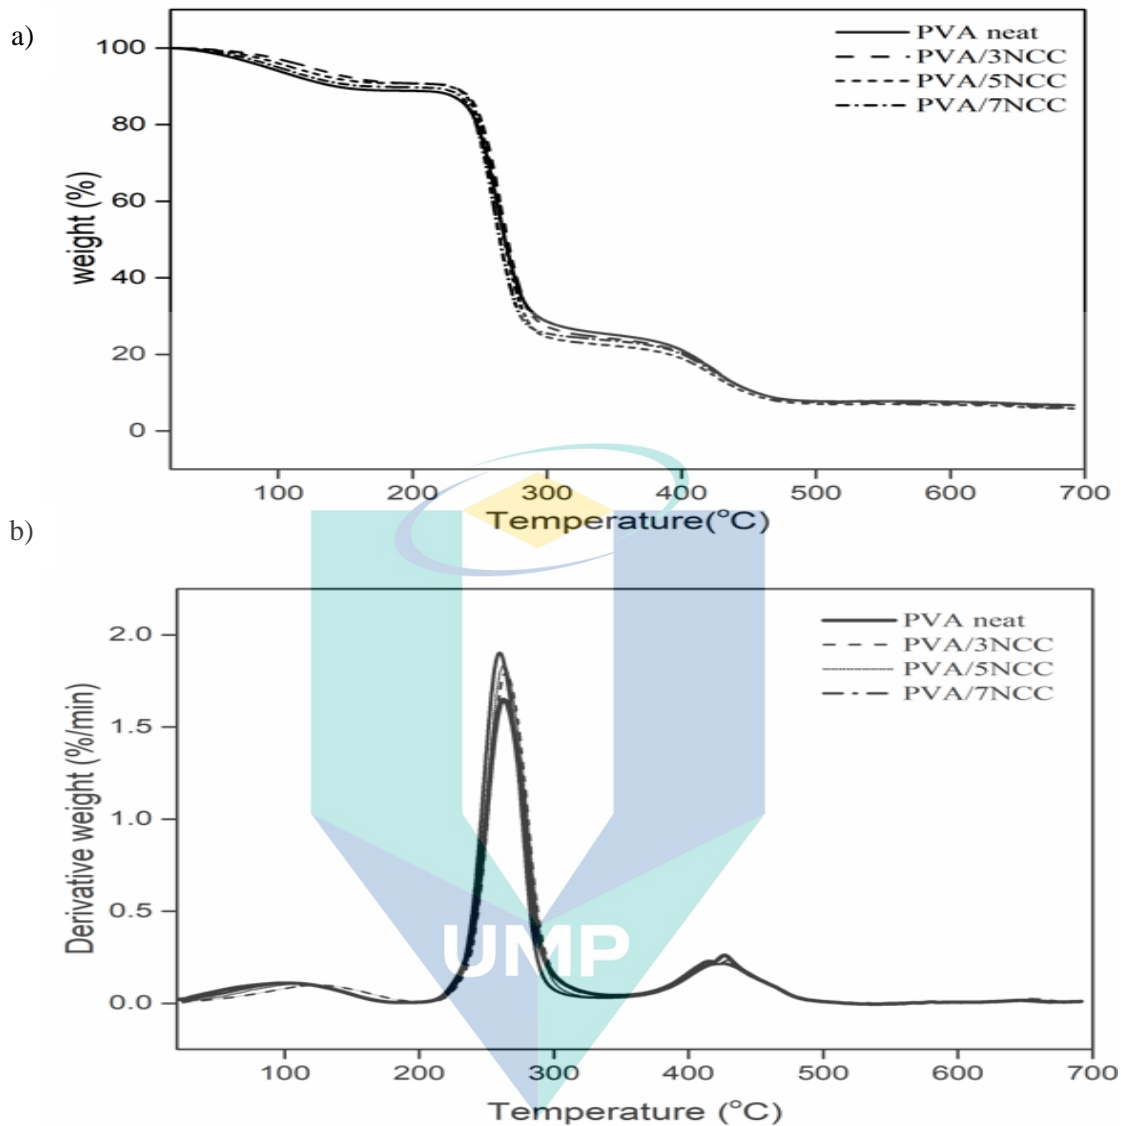 a)
100
80
60
40
20
0
weight (%)
PVA neat
PVA/3NCC
PVA/5NCC
PVA/7NCC
100 200 300 400 500 600 700
Temperature(°C)
b)
2.0
1.5
1.0
0.5
0.0
Derivative weight (%/min)
PVA neat
PVA/3NCC
PVA/5NCC
PVA/7NCC
UMP
100 200 300 400 500 600 700
Temperature (°C)